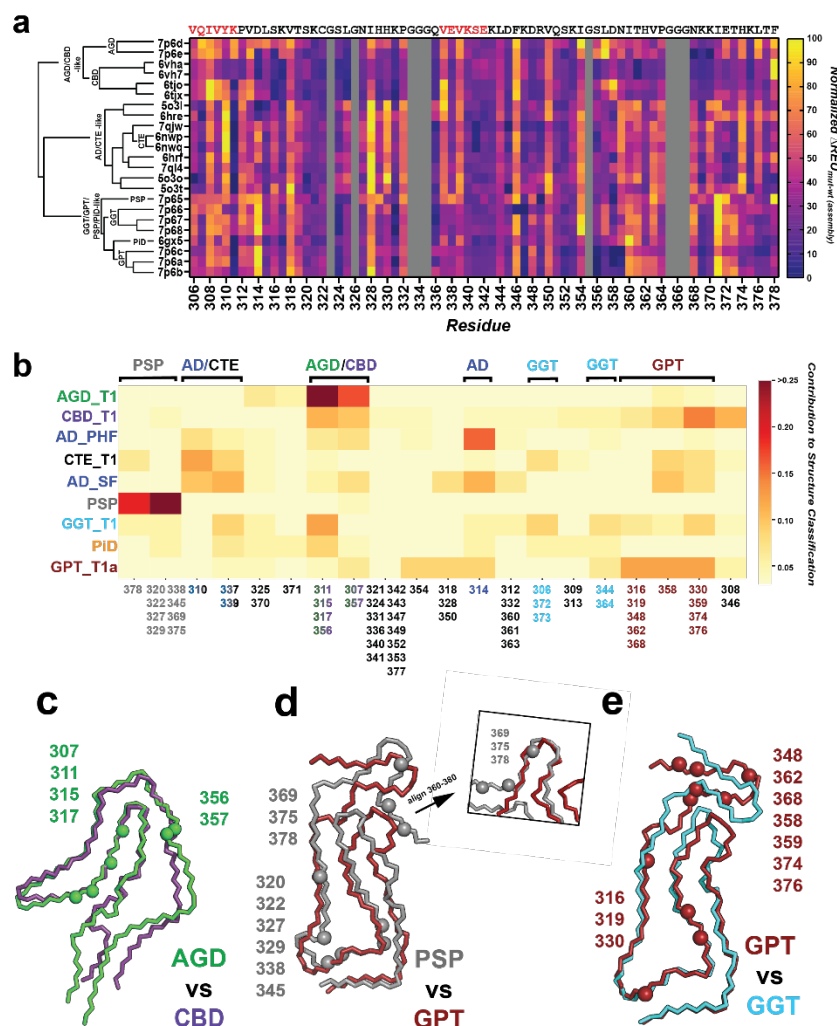 a
VQIVYKPVDLSKVTSKCGSLGNIHHKPGGGQVEVKSEKLDFKDRVQSKIGSLDNITHVPGGGNKKIETHKLTF
AGD/CBD
-like
AGD
CBD
AD/CTE-like
CTE
GGT/GPT/
PSP/PiD-like
PSP
GGT
PiD
GPT
7p6d
7p6e
6vha
6vh7
6tjo
6tjx
5o3l
6hre
7qjw
6nwp
6nwq
6hrf
7ql4
5o3o
5o3t
7p65
7p66
7p67
7p68
6gx5
7p6c
7p6a
7p6b
306 308 310 312 314 316 318 320 322 324 326 328 330 332 334 336 338 340 342 344 346 348 350 352 354 356 358 360 362 364 366 368 370 372 374 376 378
Residue
100
90
80
70
60
50
40
30
20
10
0
Normalized ΔREU mut-wt (assembly)
b
PSP AD/CTE AGD/CBD AD GGT GGT GPT
AGD_T1
CBD_T1
AD_PHF
CTE_T1
AD_SF
PSP
GGT_T1
PiD
GPT_T1a
>0.25
0.20
0.15
0.10
0.05
Contribution to Structure Classification
378 320 338 310 337 325 371 311 307 321 342 354 318 314 312 306 309 344 316 358 330 308
322 345 339 370 315 357 324 343 328 332 372 313 364 319 359 346
327 369 317 331 347 350 360 373 348 374
329 375 356 336 349 361 362 376
340 352 363 368
341 353
377
c
307
311
315
317
356
357
AGD
vs
CBD
d
369
375
378
320
322
327
329
338
345
align 360-380
369
375
378
PSP
vs
GPT
e
348
362
368
358
359
374
376
316
319
330
GPT
vs
GGT